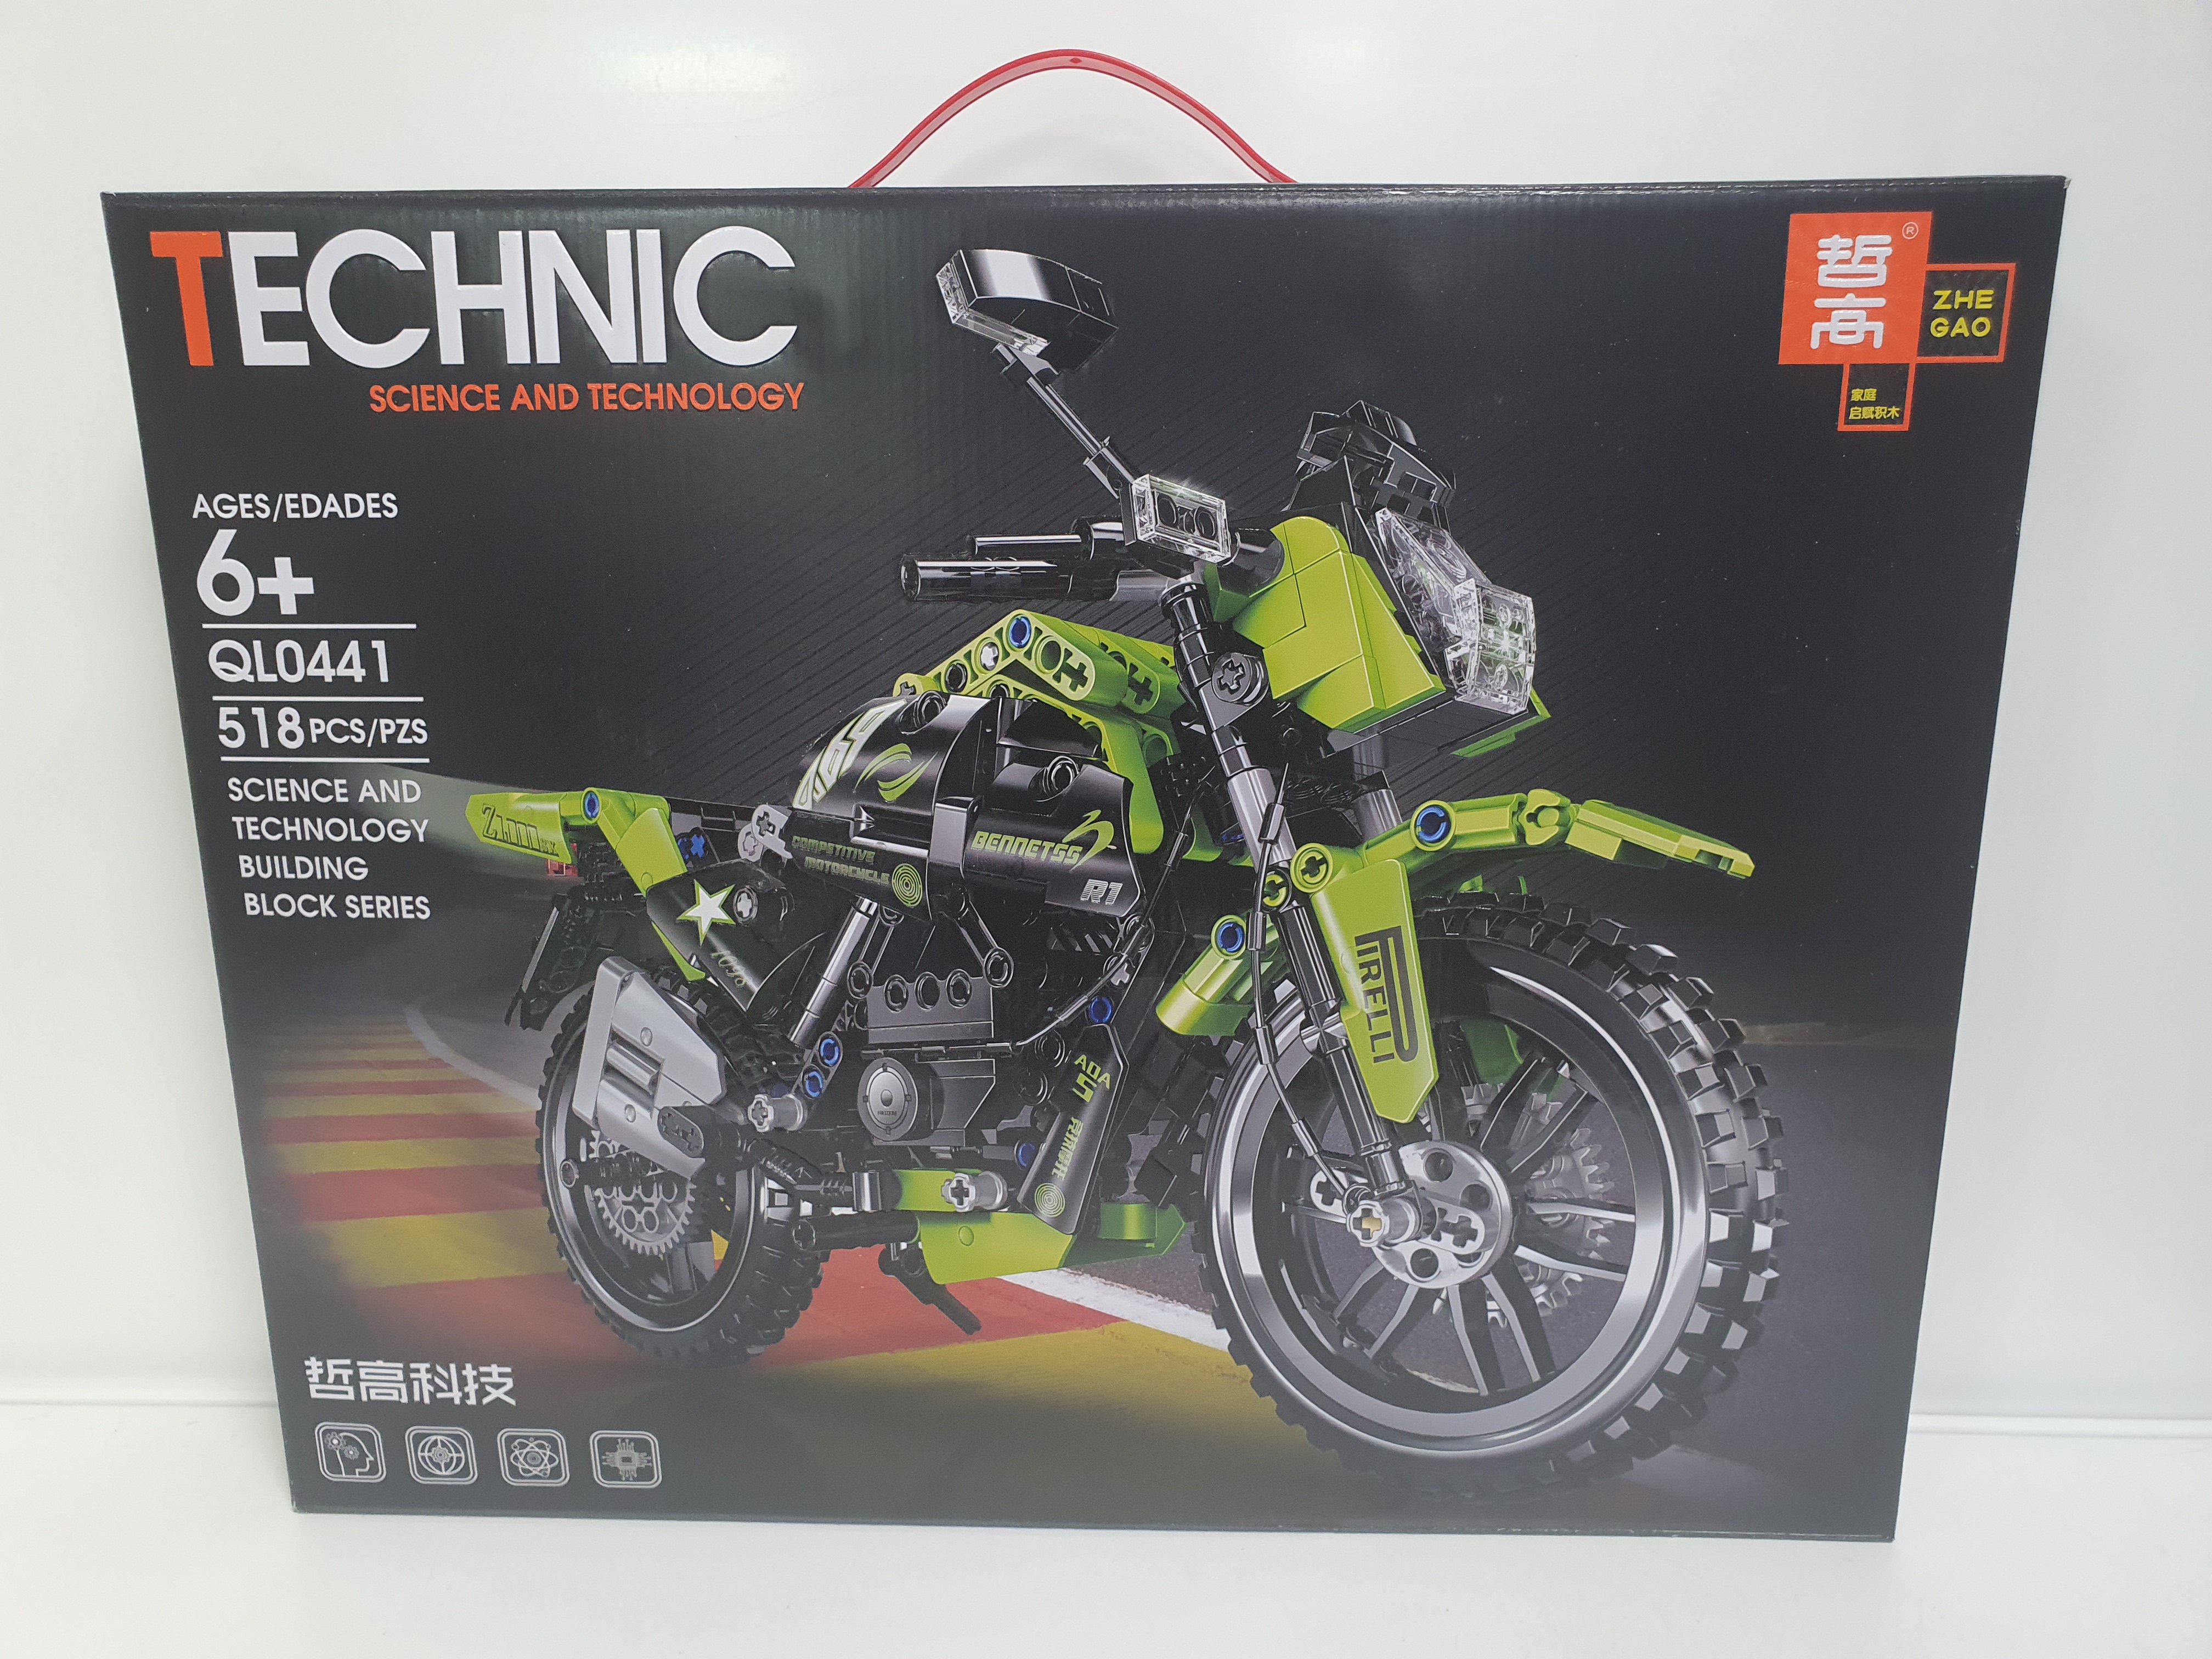 TECHNIC
SCIENCE AND TECHNOLOGY
哲高
®
ZHE
GAO
家庭
启赋积木
AGES/EDADES
6+
QL0441
518 PCS/PZS
SCIENCE AND
TECHNOLOGY
BUILDING
BLOCK SERIES
COMPSTITIVE
MOTORCYCLE
BENNETSS
R1
PIRELLI
哲高科技